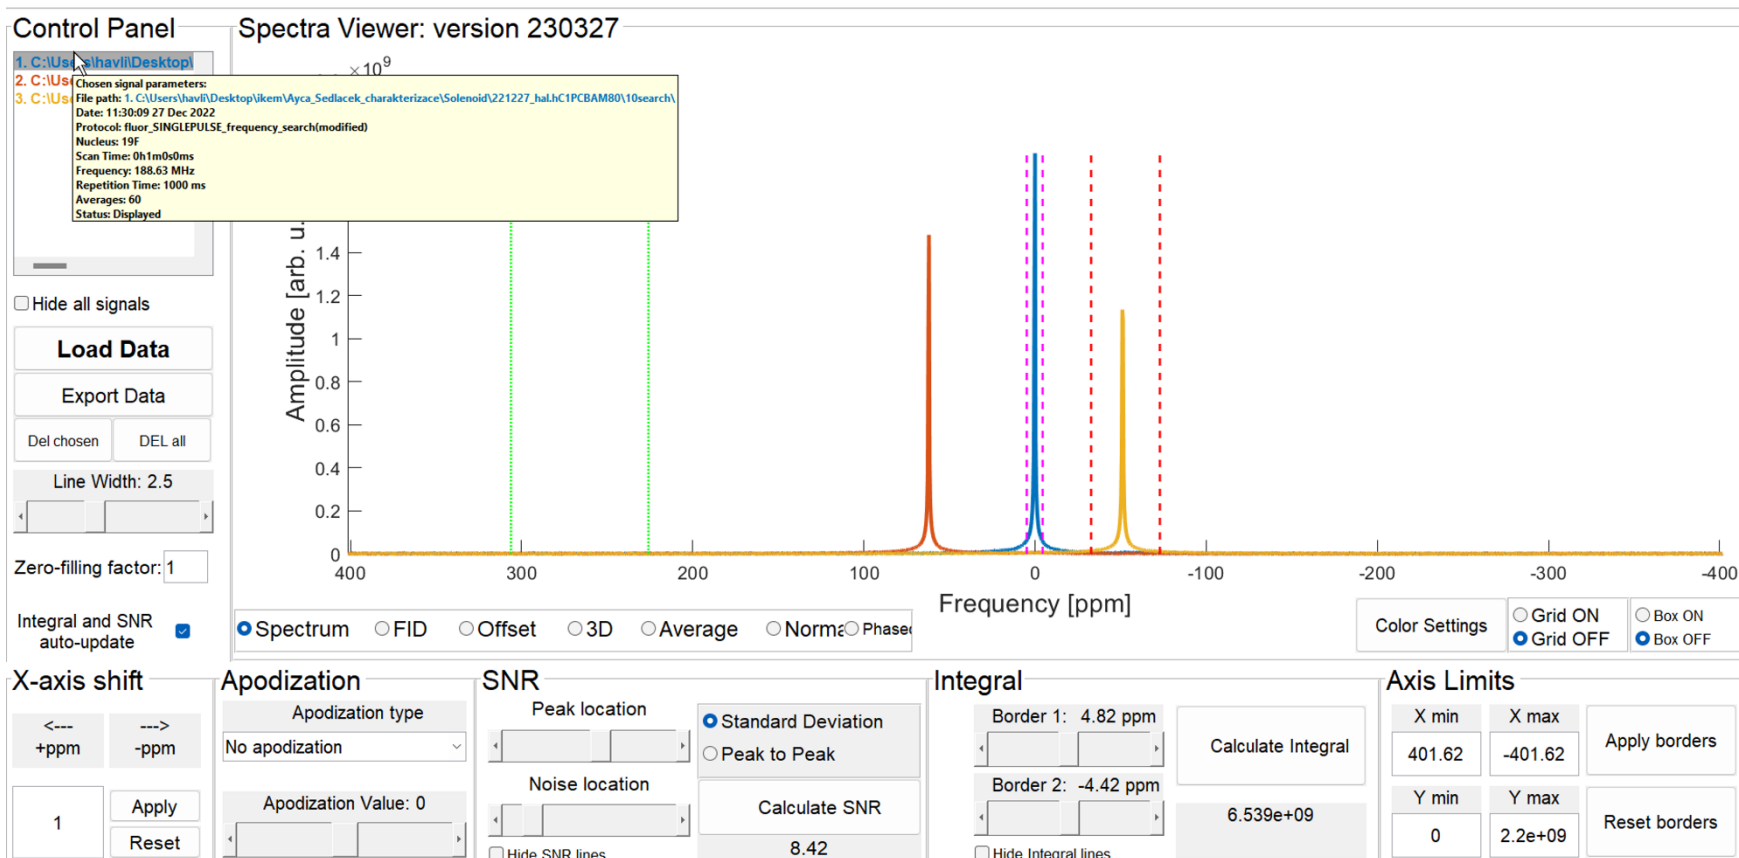 Control Panel
Spectra Viewer: version 230327
1. C:\Users\havli\Desktop\
2. C:\Use
3. C:\Us
Chosen signal parameters:
File path: 1. C:\Users\havli\Desktop\ikem\Ayca_Sedlacek_charakterizace\Solenoid\221227_hal.hC1PCBAM80\10search\
Date: 11:30:09 27 Dec 2022
Protocol: fluor_SINGLEPULSE_frequency_search(modified)
Nucleus: 19F
Scan Time: 0h1m0s0ms
Frequency: 188.63 MHz
Repetition Time: 1000 ms
Averages: 60
Status: Displayed
×10⁹
Amplitude [arb. u.
1.4
1.2
1
0.8
0.6
0.4
0.2
0
400 300 200 100 0 -100 -200 -300 -400
Frequency [ppm]
Hide all signals
Load Data
Export Data
Del chosen DEL all
Line Width: 2.5
Zero-filling factor: 1
Integral and SNR
auto-update
Spectrum FID Offset 3D Average Norma Phased
Color Settings
Grid ON
Grid OFF
Box ON
Box OFF
X-axis shift
<--- --->
+ppm -ppm
1
Apply
Reset
Apodization
Apodization type
No apodization
Apodization Value: 0
SNR
Peak location
Noise location
Hide SNR lines
Standard Deviation
Peak to Peak
Calculate SNR
8.42
Integral
Border 1: 4.82 ppm
Border 2: -4.42 ppm
Hide Integral lines
Calculate Integral
6.539e+09
Axis Limits
X min X max
401.62 -401.62
Apply borders
Y min Y max
0 2.2e+09
Reset borders